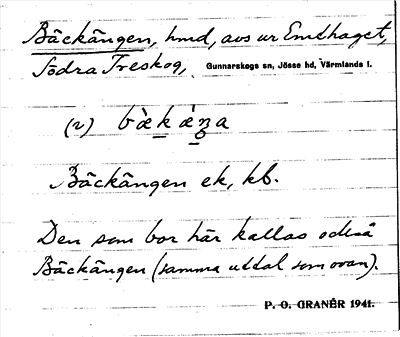 Bäckängen, hmd, avs ur Emthaget,
Södra Treskog, Gunnarskogs sn, Jösse hd, Värmlands l.
(v) bàkáŋa
Bäckängen ek, kb.
Den som bor här kallas också
Bäckängen (samma uttal som ovan).
P. O. GRANÉR 1941.